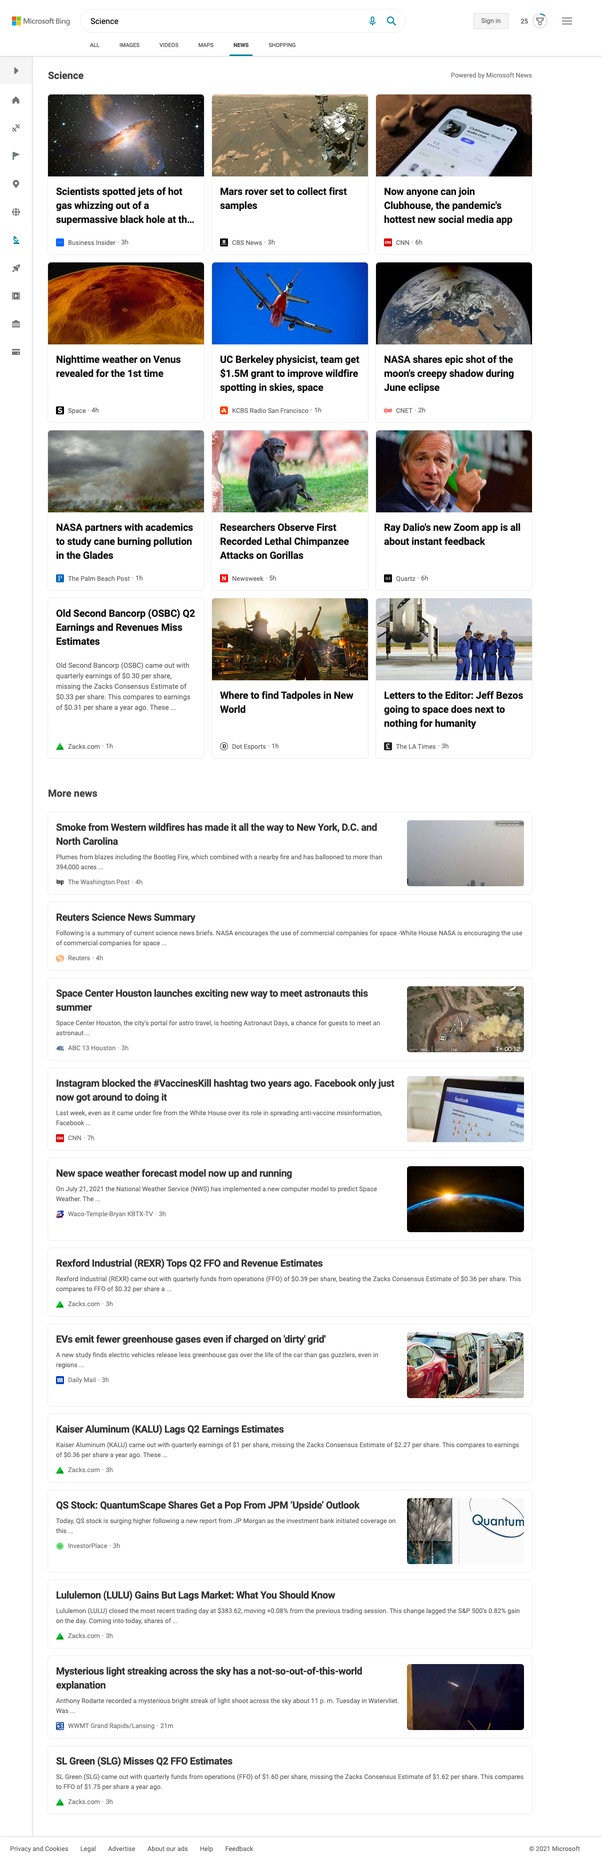 Microsoft Bing
Science
Sign in
25
ALL
IMAGES
VIDEOS
MAPS
NEWS
SHOPPING
Science
Powered by Microsoft News
Scientists spotted jets of hot
gas whizzing out of a
supermassive black hole at th...
Business Insider · 3h
Mars rover set to collect first
samples
CBS News · 3h
Now anyone can join
Clubhouse, the pandemic's
hottest new social media app
CNN · 6h
Nighttime weather on Venus
revealed for the 1st time
Space · 4h
UC Berkeley physicist, team get
$1.5M grant to improve wildfire
spotting in skies, space
KCBS Radio San Francisco · 1h
NASA shares epic shot of the
moon's creepy shadow during
June eclipse
CNET · 2h
NASA partners with academics
to study cane burning pollution
in the Glades
The Palm Beach Post · 1h
Researchers Observe First
Recorded Lethal Chimpanzee
Attacks on Gorillas
Newsweek · 5h
Ray Dalio's new Zoom app is all
about instant feedback
Quartz · 6h
Old Second Bancorp (OSBC) Q2
Earnings and Revenues Miss
Estimates
Old Second Bancorp (OSBC) came out with
quarterly earnings of $0.30 per share,
missing the Zacks Consensus Estimate of
$0.33 per share. This compares to earnings
of $0.31 per share a year ago. These ...
Zacks.com · 1h
Where to find Tadpoles in New
World
Dot Esports · 1h
Letters to the Editor: Jeff Bezos
going to space does next to
nothing for humanity
The LA Times · 3h
More news
Smoke from Western wildfires has made it all the way to New York, D.C. and
North Carolina
Plumes from blazes including the Bootleg Fire, which combined with a nearby fire and has ballooned to more than
394,000 acres ...
The Washington Post · 4h
Reuters Science News Summary
Following is a summary of current science news briefs. NASA encourages the use of commercial companies for space -White House NASA is encouraging the use
of commercial companies for space ...
Reuters · 4h
Space Center Houston launches exciting new way to meet astronauts this
summer
Space Center Houston, the city's portal for astro travel, is hosting Astronaut Days, a chance for guests to meet an
astronaut ...
ABC 13 Houston · 3h
T+ 00:12
Instagram blocked the #VaccinesKill hashtag two years ago. Facebook only just
now got around to doing it
Last week, even as it came under fire from the White House over its role in spreading anti-vaccine misinformation,
Facebook ...
CNN · 7h
facebook
Crea
New space weather forecast model now up and running
On July 21, 2021 the National Weather Service (NWS) has implemented a new computer model to predict Space
Weather. The ...
Waco-Temple-Bryan KBTX-TV · 3h
Rexford Industrial (REXR) Tops Q2 FFO and Revenue Estimates
Rexford Industrial (REXR) came out with quarterly funds from operations (FFO) of $0.39 per share, beating the Zacks Consensus Estimate of $0.36 per share. This
compares to FFO of $0.32 per share a ...
Zacks.com · 3h
EVs emit fewer greenhouse gases even if charged on 'dirty' grid'
A new study finds electric vehicles release less greenhouse gas over the life of the car than gas guzzlers, even in
regions ...
Daily Mail · 3h
Kaiser Aluminum (KALU) Lags Q2 Earnings Estimates
Kaiser Aluminum (KALU) came out with quarterly earnings of $1 per share, missing the Zacks Consensus Estimate of $2.27 per share. This compares to earnings
of $0.36 per share a year ago. These ...
Zacks.com · 3h
QS Stock: QuantumScape Shares Get a Pop From JPM ‘Upside’ Outlook
Today, QS stock is surging higher following a new report from JP Morgan as the investment bank initiated coverage on
this ...
InvestorPlace · 3h
Quantum
Lululemon (LULU) Gains But Lags Market: What You Should Know
Lululemon (LULU) closed the most recent trading day at $383.62, moving +0.08% from the previous trading session. This change lagged the S&P 500's 0.82% gain
on the day. Coming into today, shares of ...
Zacks.com · 3h
Mysterious light streaking across the sky has a not-so-out-of-this-world
explanation
Anthony Rodarte recorded a mysterious bright streak of light shoot across the sky about 11 p. m. Tuesday in Watervliet.
Was ...
WWMT Grand Rapids/Lansing · 21m
SL Green (SLG) Misses Q2 FFO Estimates
SL Green (SLG) came out with quarterly funds from operations (FFO) of $1.60 per share, missing the Zacks Consensus Estimate of $1.62 per share. This compares
to FFO of $1.75 per share a year ago.
Zacks.com · 3h
Privacy and Cookies
Legal
Advertise
About our ads
Help
Feedback
© 2021 Microsoft